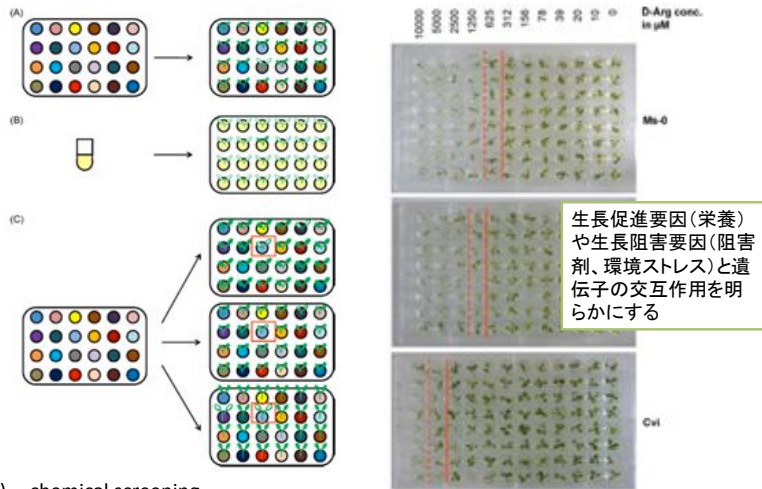 (A)
(B)
(C)
10000
5000
2500
1250
625
312
156
78
39
20
10
0
D-Arg conc.
in µM
Ms-0
生長促進要因(栄養)
や生長阻害要因(阻害
剤、環境ストレス)と遺
伝子の交互作用を明
らかにする
Cvi
chemical screening